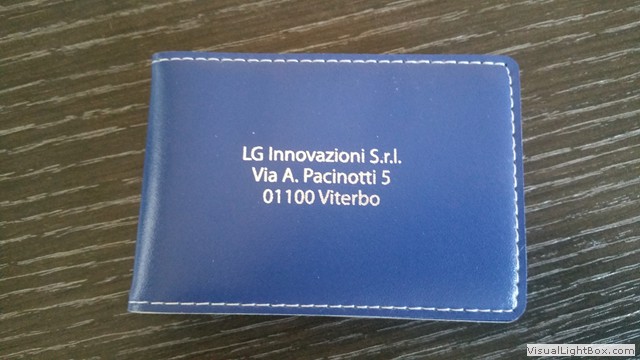 LG Innovazioni S.r.l.
Via A. Pacinotti 5
01100 Viterbo
VisualLightBox.com